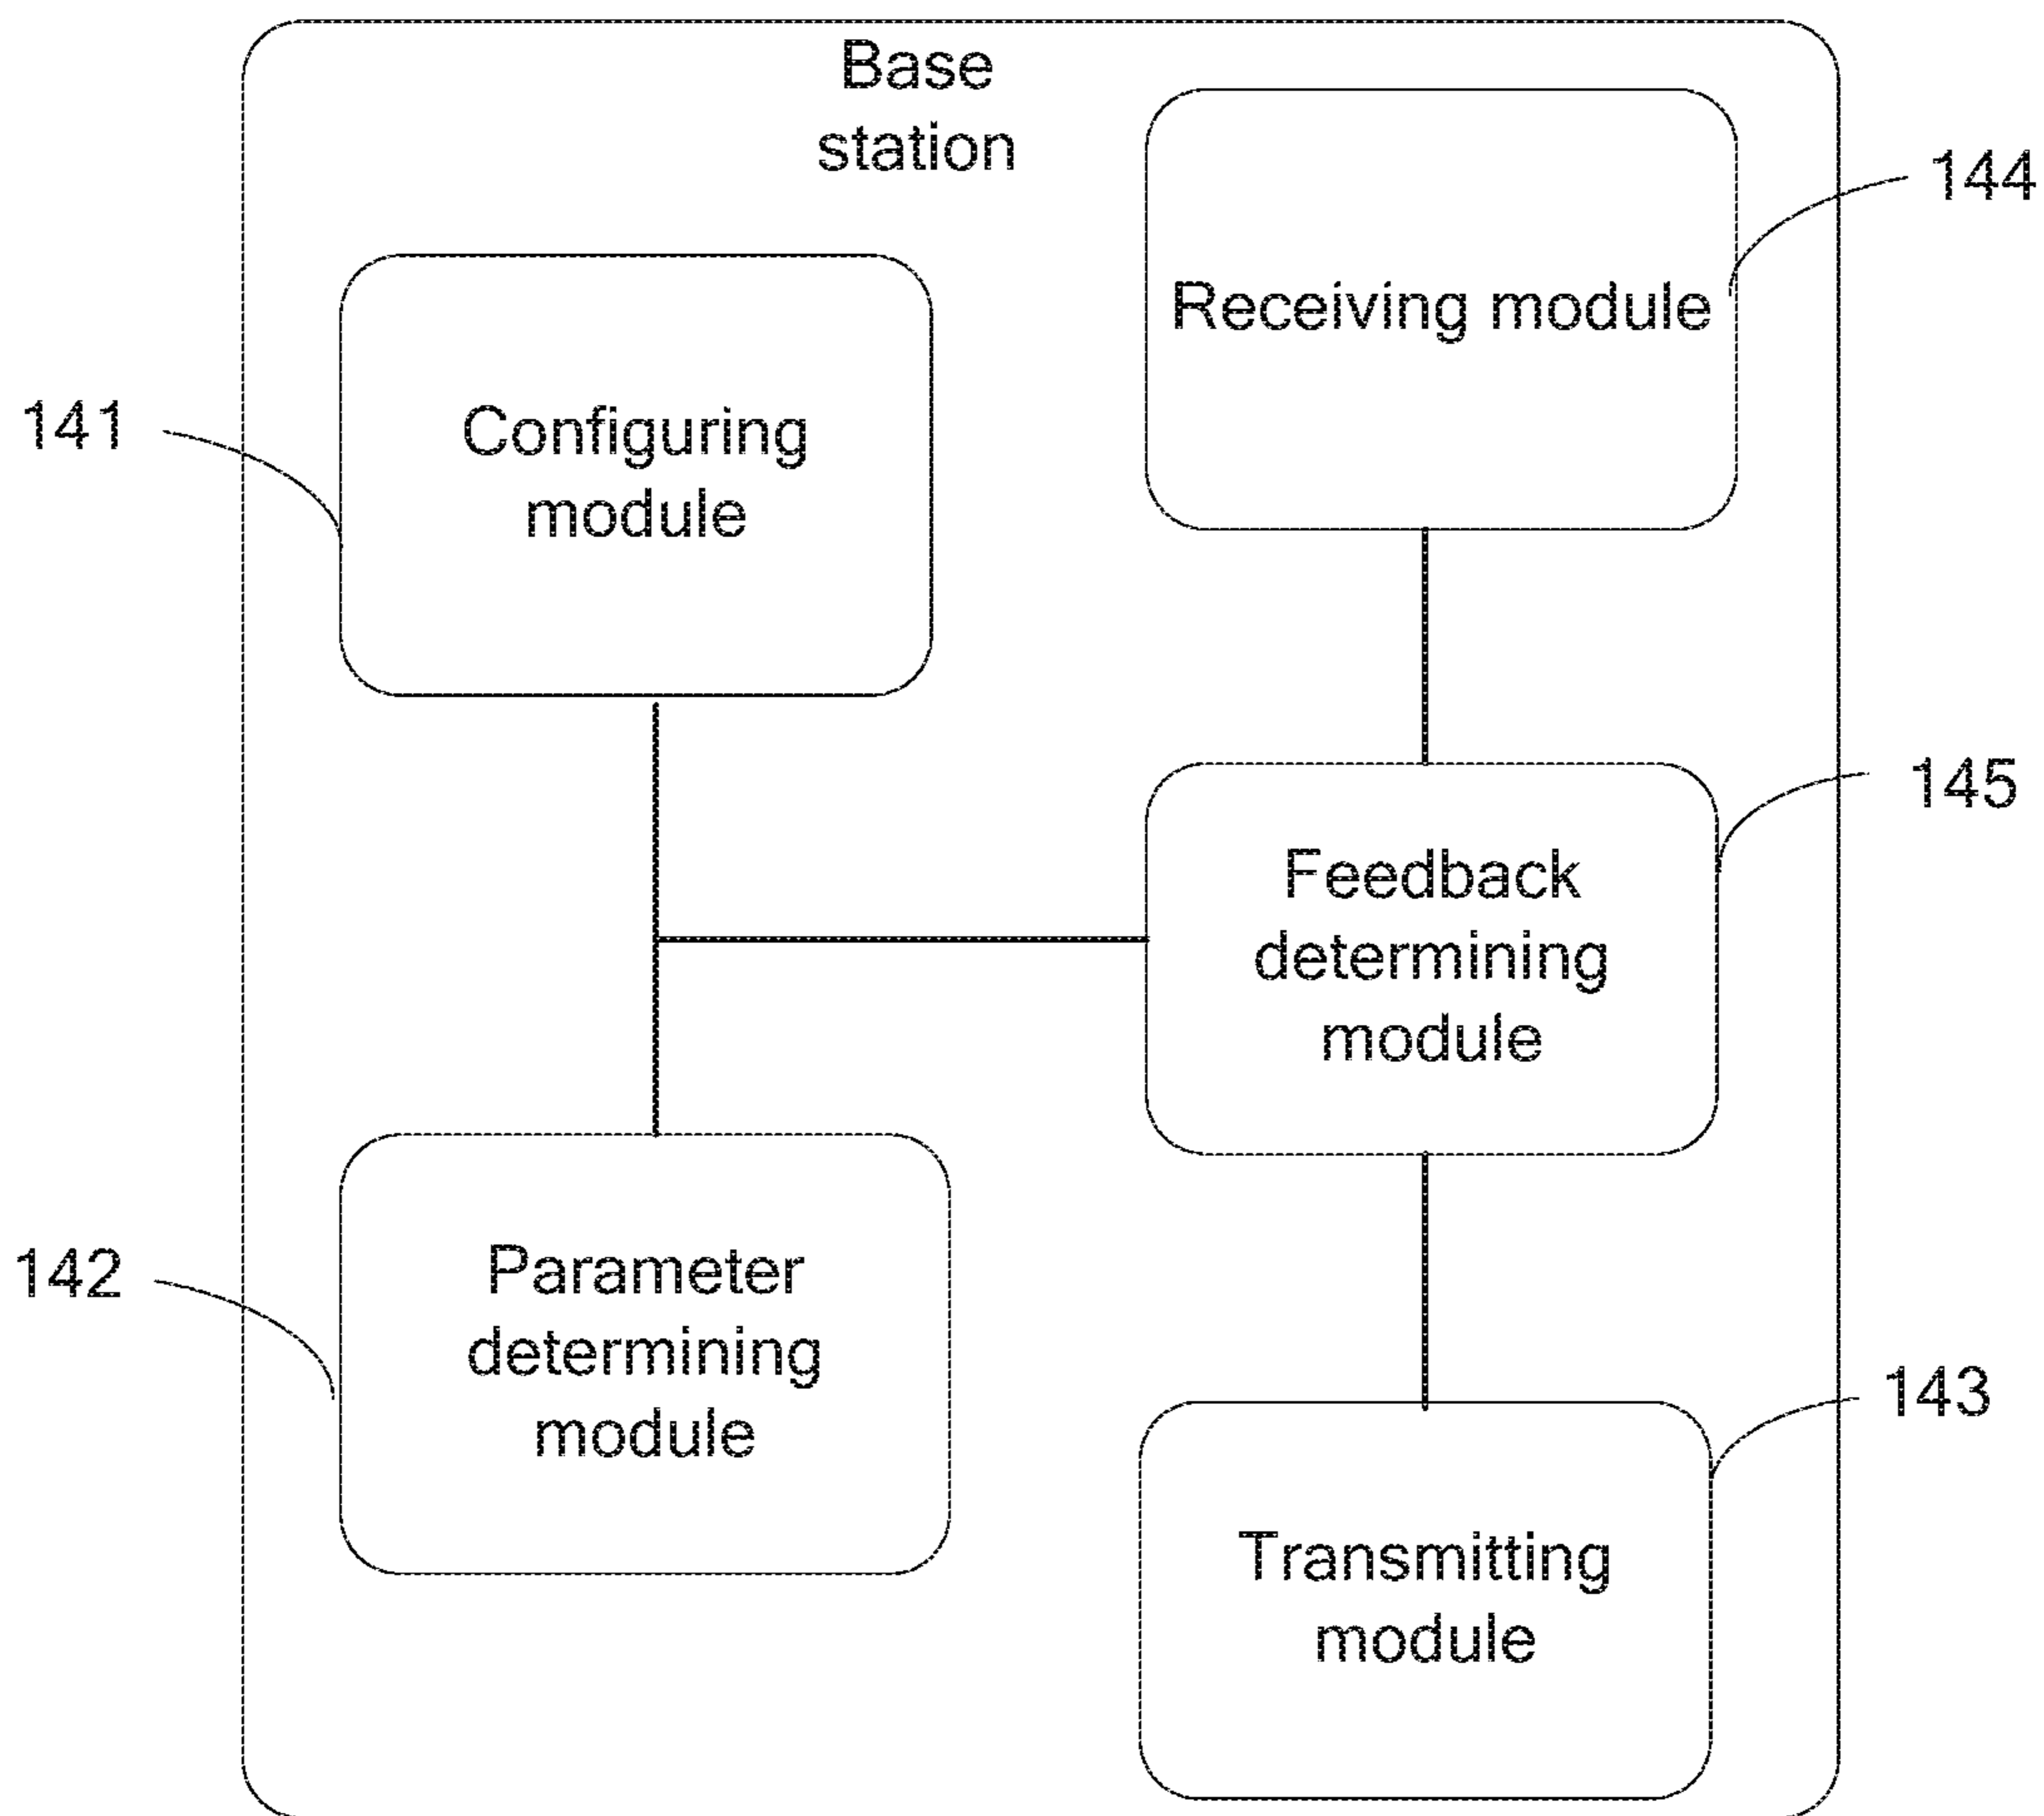 Base
station
Receiving module
144
141
Configuring
module
145
Feedback
determining
module
142
Parameter
determining
module
143
Transmitting
module